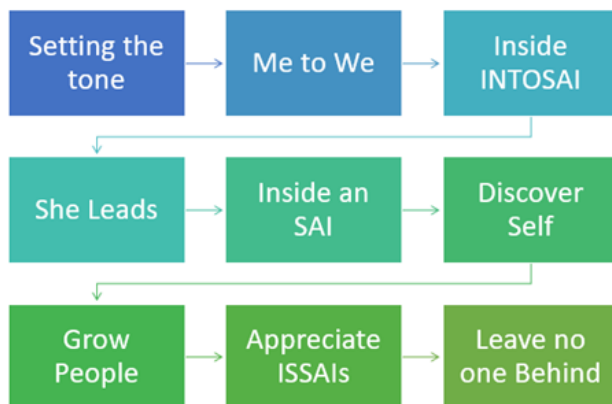 Setting the
tone
Me to We
Inside
INTOSAI
She Leads
Inside an
SAI
Discover
Self
Grow
People
Appreciate
ISSAIs
Leave no
one Behind